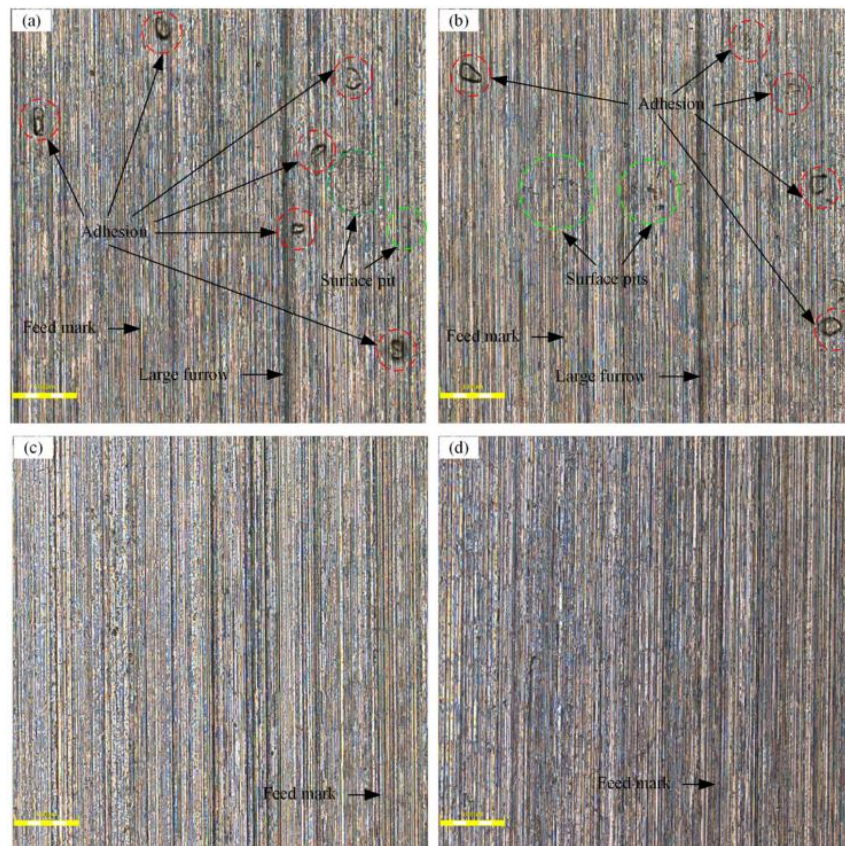 (a)
Adhesion
Surface pit
Feed mark
Large furrow
(b)
Adhesion
Surface pits
Feed mark
Large furrow
(c)
Feed mark
(d)
Feed mark